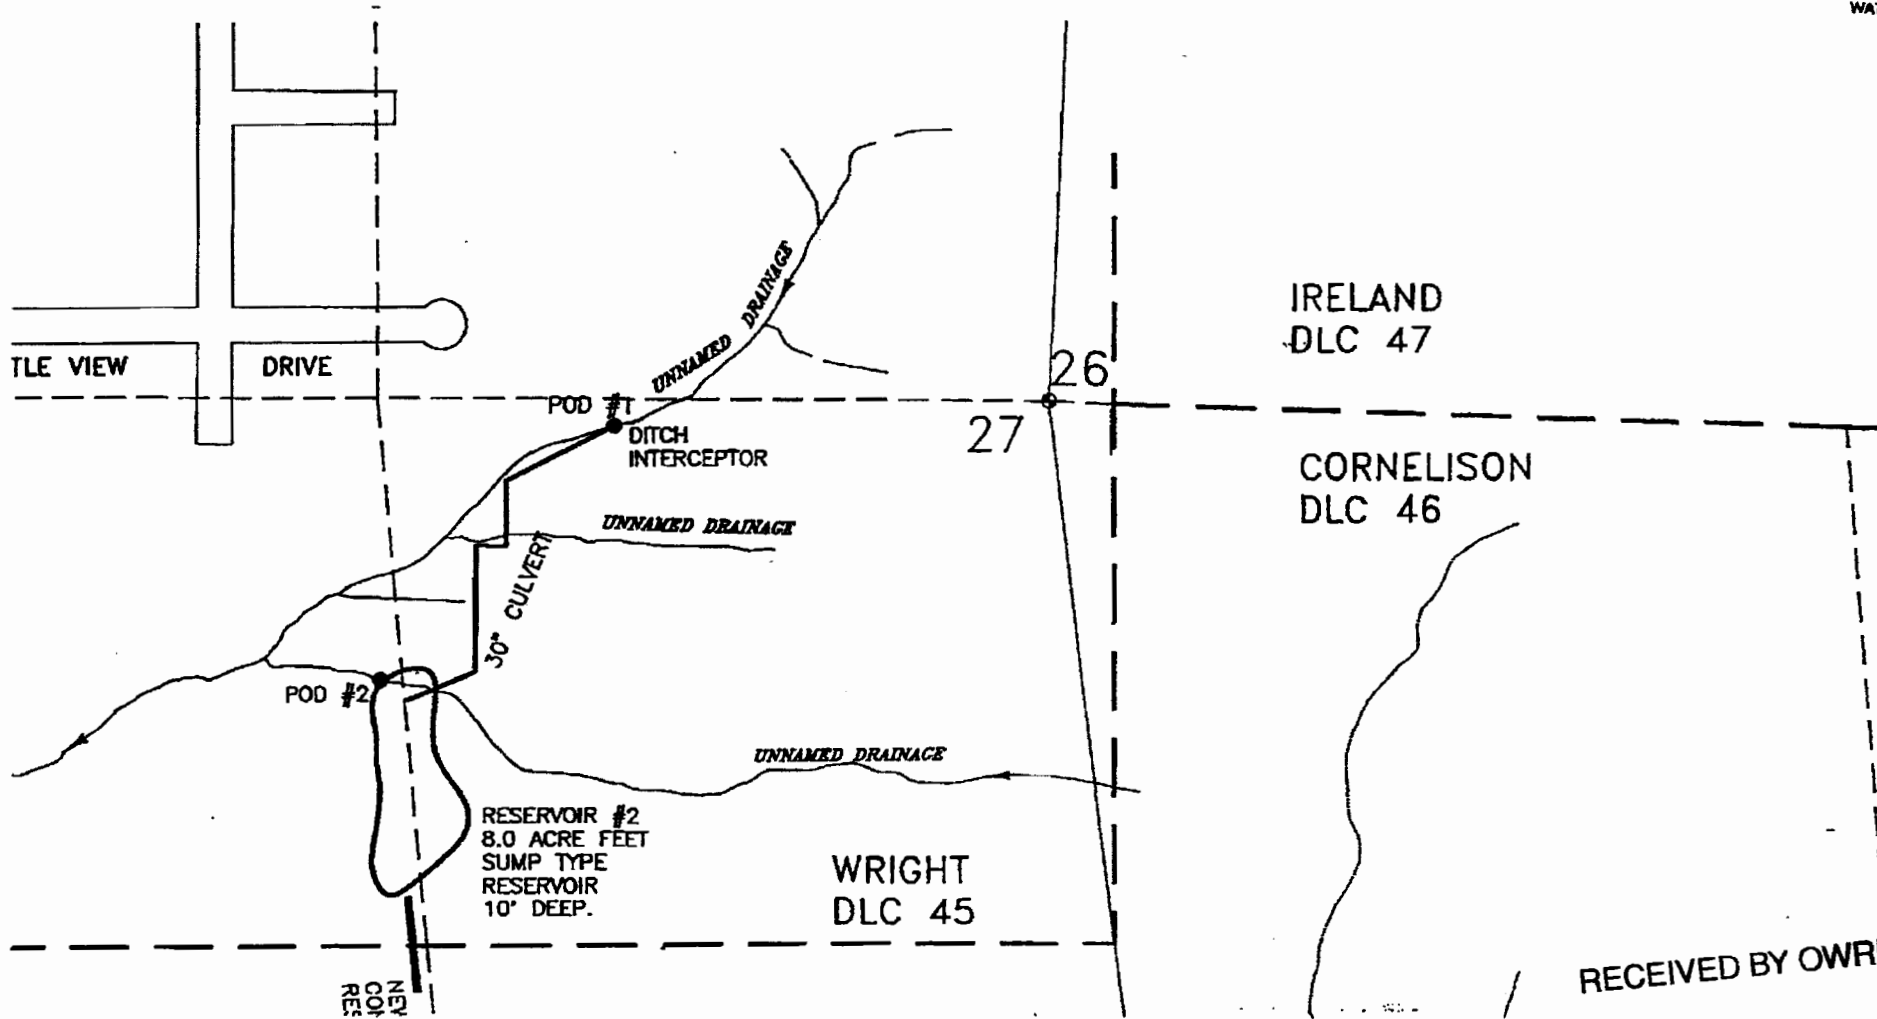 IRELAND
DLC 47
UNNAMED DRAINAGE
TLE VIEW DRIVE
26
27
POD #1
DITCH
INTERCEPTOR
CORNELISON
DLC 46
UNNAMED DRAINAGE
30" CULVERT
POD #2
UNNAMED DRAINAGE
RESERVOIR #2
8.0 ACRE FEET
SUMP TYPE
RESERVOIR
10' DEEP.
WRIGHT
DLC 45
RECEIVED BY OWR